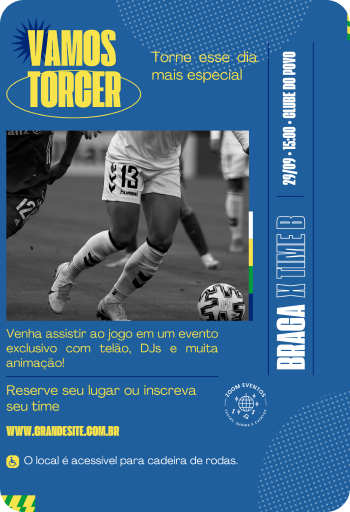 VAMOS
TORCER
Torne esse dia
mais especial
29/09 • 15:00 • CLUBE DO POVO
BRAGA X TIME B
13
Venha assistir ao jogo em um evento
exclusivo com telão, DJs e muita
animação!
Reserve seu lugar ou inscreva
seu time
WWW.GRANDESITE.COM.BR
ZOOM EVENTOS
O local é acessível para cadeira de rodas.